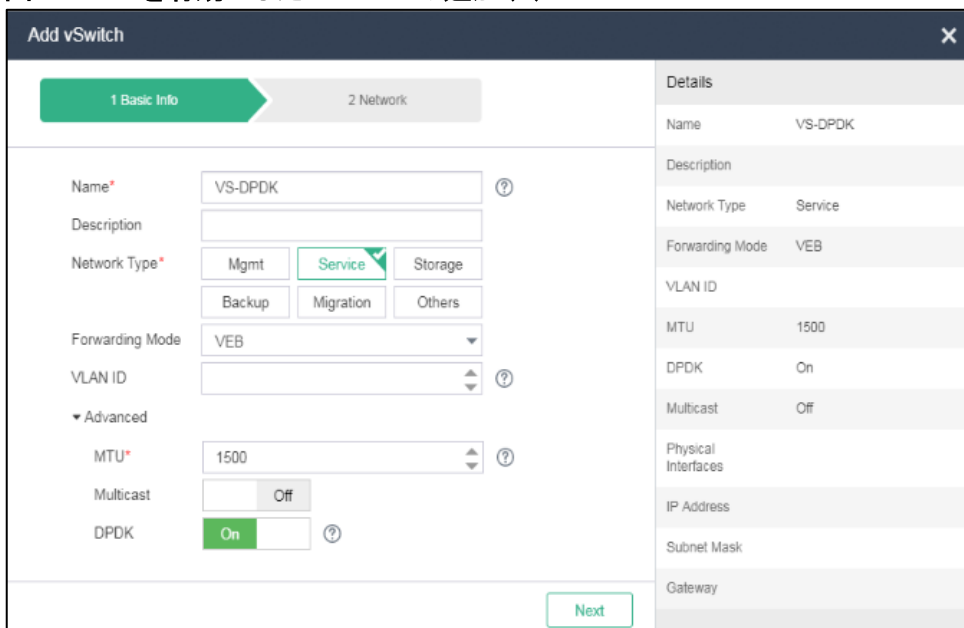 Add vSwitch
1 Basic Info
2 Network
Name*
VS-DPDK
Description
Network Type*
Mgmt
Service
Storage
Backup
Migration
Others
Forwarding Mode
VEB
VLAN ID
Advanced
MTU*
1500
Multicast
Off
DPDK
On
Next
Details
Name VS-DPDK
Description
Network Type Service
Forwarding Mode VEB
VLAN ID
MTU 1500
DPDK On
Multicast Off
Physical
Interfaces
IP Address
Subnet Mask
Gateway